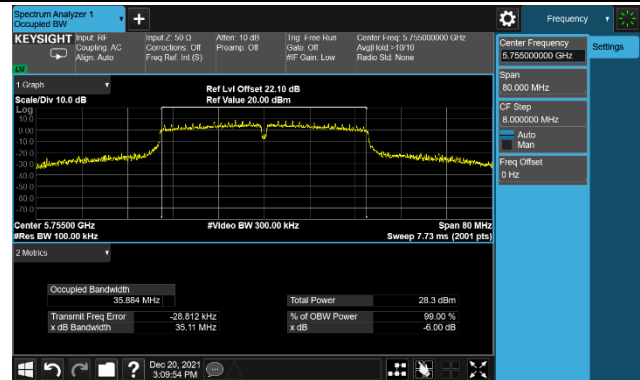 Spectrum Analyzer 1
Occupied BW
Frequency
KEYSIGHT
Input: RF
Coupling: AC
Align: Auto
Input Z: 50 Ω
Corrections: Off
Freq Ref: Int (S)
Atten: 10 dB
Preamp: Off
Trig: Free Run
Gate: Off
#IF Gain: Low
Center Freq: 5.755000000 GHz
Avg|Hold:>10/10
Radio Std: None
LW
Center Frequency
5.755000000 GHz
Settings
Span
80.000 MHz
CF Step
8.000000 MHz
Auto
Man
Freq Offset
0 Hz
1 Graph
Scale/Div 10.0 dB
Ref Lvl Offset 22.10 dB
Ref Value 20.00 dBm
Log
10.0
0.00
-10.0
-20.0
-30.0
-40.0
-50.0
-60.0
-70.0
Center 5.75500 GHz
#Video BW 300.00 kHz
Span 80 MHz
#Res BW 100.00 kHz
Sweep 7.73 ms (2001 pts)
2 Metrics
Occupied Bandwidth
35.884 MHz
Total Power
28.3 dBm
Transmit Freq Error
-28.812 kHz
% of OBW Power
99.00 %
x dB Bandwidth
35.11 MHz
x dB
-6.00 dB
Dec 20, 2021
3:09:54 PM